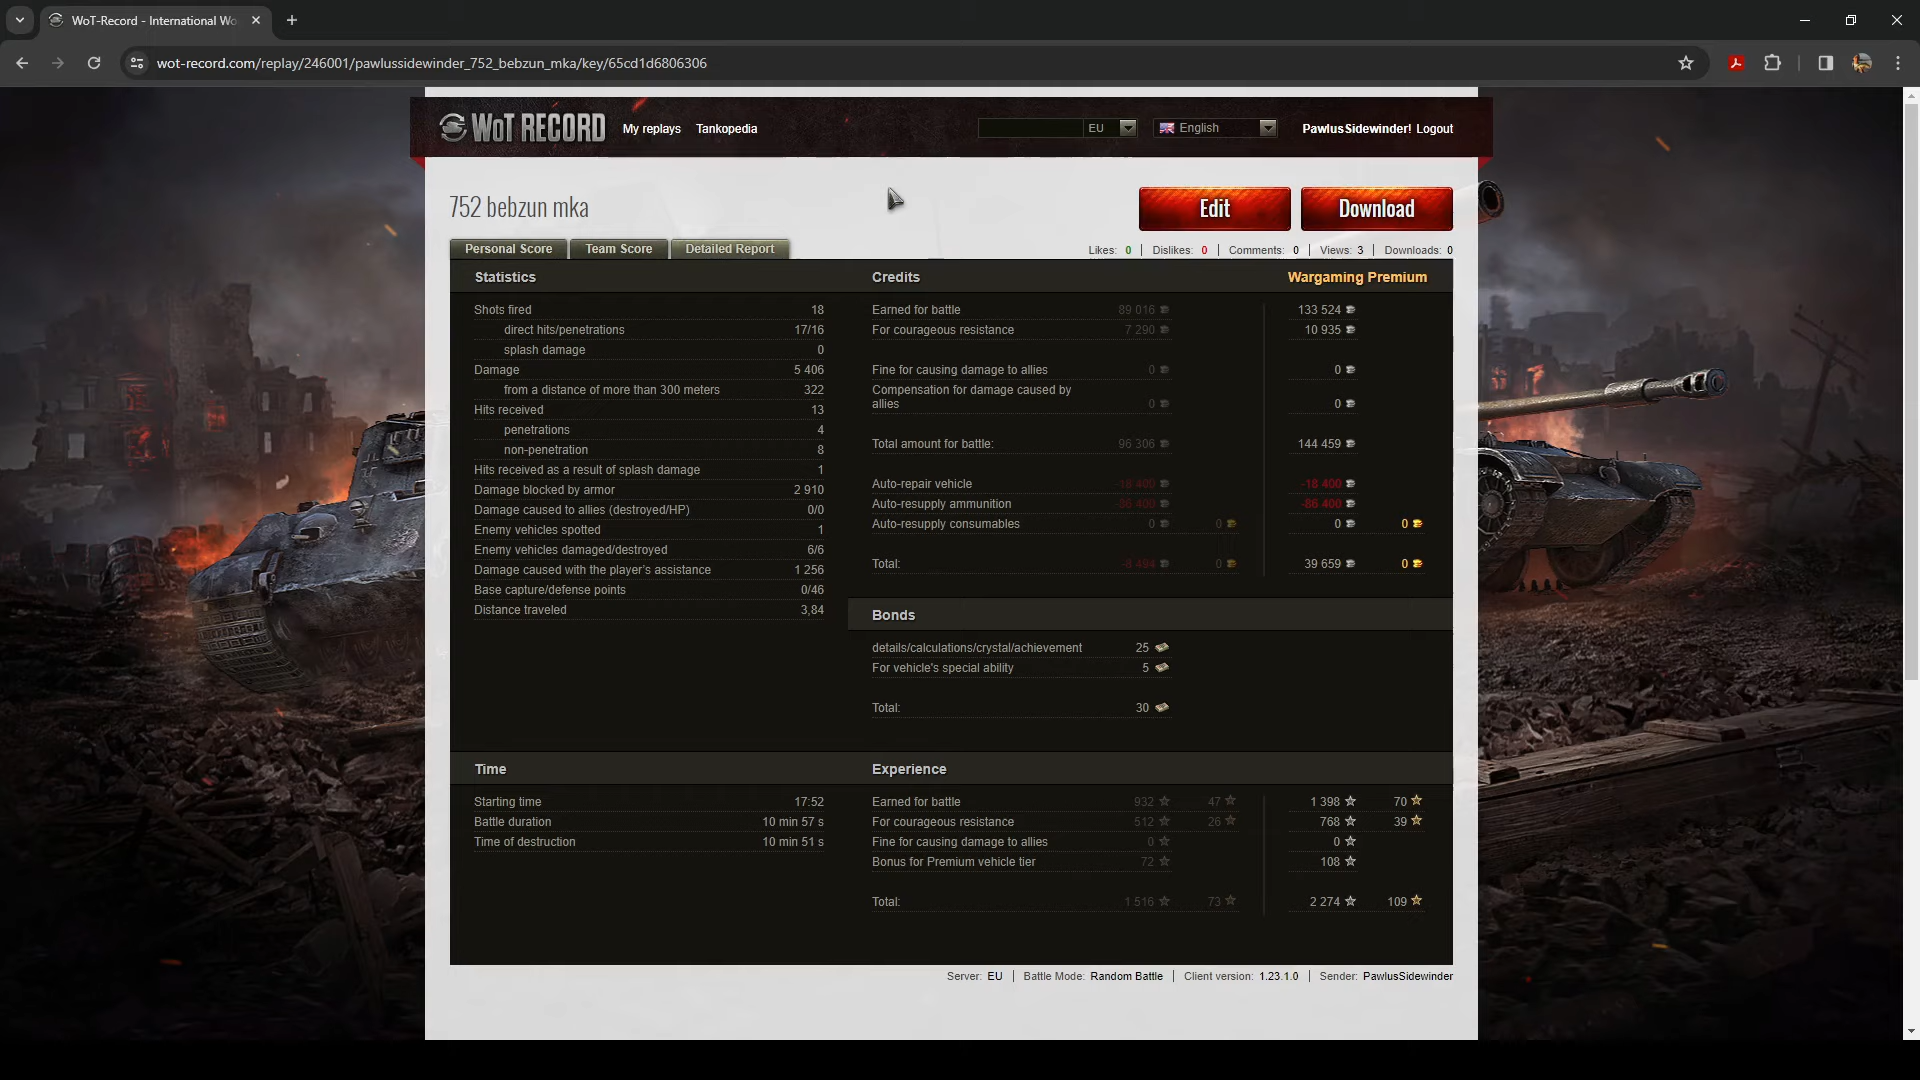 WoT-Record - International Wo
wot-record.com/replay/246001/pawlussidewinder_752_bebzun_mka/key/65cd1d6806306
WoT RECORD My replays Tankopedia EU English PawlusSidewinder! Logout
752 bebzun mka Edit Download
Personal Score Team Score Detailed Report Likes: 0 | Dislikes: 0 | Comments: 0 | Views: 3 | Downloads: 0
Statistics
Shots fired 18
direct hits/penetrations 17/16
splash damage 0
Damage 5 406
from a distance of more than 300 meters 322
Hits received 13
penetrations 4
non-penetration 8
Hits received as a result of splash damage 1
Damage blocked by armor 2 910
Damage caused to allies (destroyed/HP) 0/0
Enemy vehicles spotted 1
Enemy vehicles damaged/destroyed 6/6
Damage caused with the player's assistance 1 256
Base capture/defense points 0/46
Distance traveled 3,84
Credits Wargaming Premium
Earned for battle 89 016 133 524
For courageous resistance 7 290 10 935
Fine for causing damage to allies 0 0
Compensation for damage caused by
allies 0 0
Total amount for battle: 96 306 144 459
Auto-repair vehicle -18 400 -18 400
Auto-resupply ammunition -86 400 -86 400
Auto-resupply consumables 0 0 0 0
Total: -8 494 0 39 659 0
Bonds
details/calculations/crystal/achievement 25
For vehicle's special ability 5
Total: 30
Time
Starting time 17:52
Battle duration 10 min 57 s
Time of destruction 10 min 51 s
Experience
Earned for battle 932 47 1 398 70
For courageous resistance 512 26 768 39
Fine for causing damage to allies 0 0
Bonus for Premium vehicle tier 72 108
Total: 1 516 73 2 274 109
Server: EU | Battle Mode: Random Battle | Client version: 1.23.1.0 | Sender: PawlusSidewinder